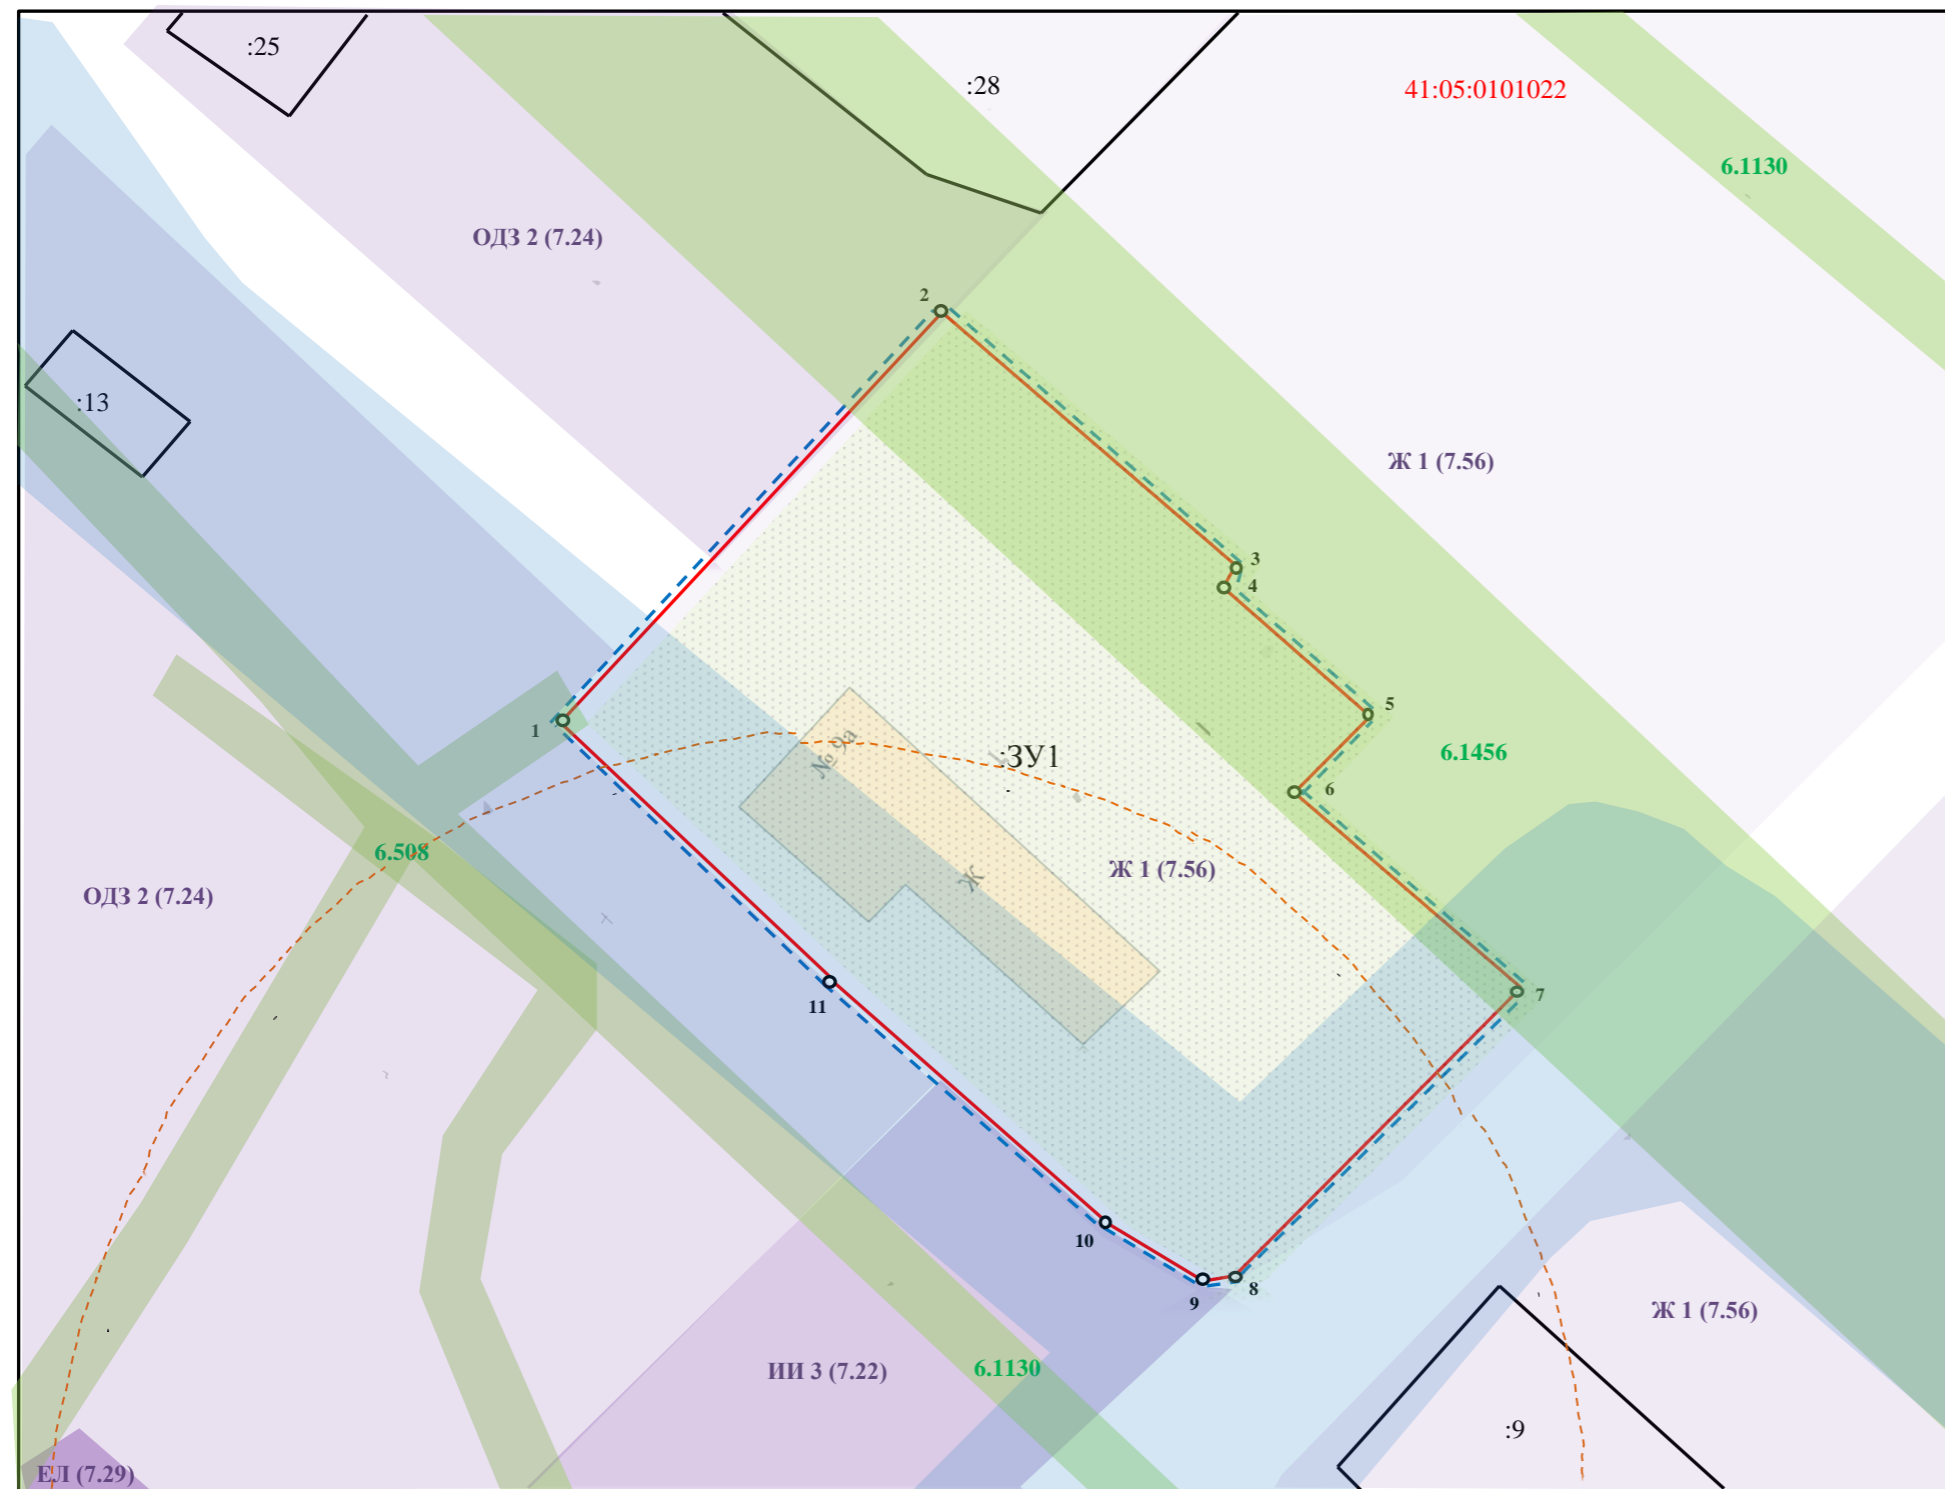 :25
:28
41:05:0101022
6.1130
ОДЗ 2 (7.24)
2
:13
Ж 1 (7.56)
3
4
5
1
№ 9а
:ЗУ1
6.1456
6
6.508
Ж 1 (7.56)
Ж
ОДЗ 2 (7.24)
7
11
10
8
9
Ж 1 (7.56)
ИИ 3 (7.22)
6.1130
:9
ЕЛ (7.29)